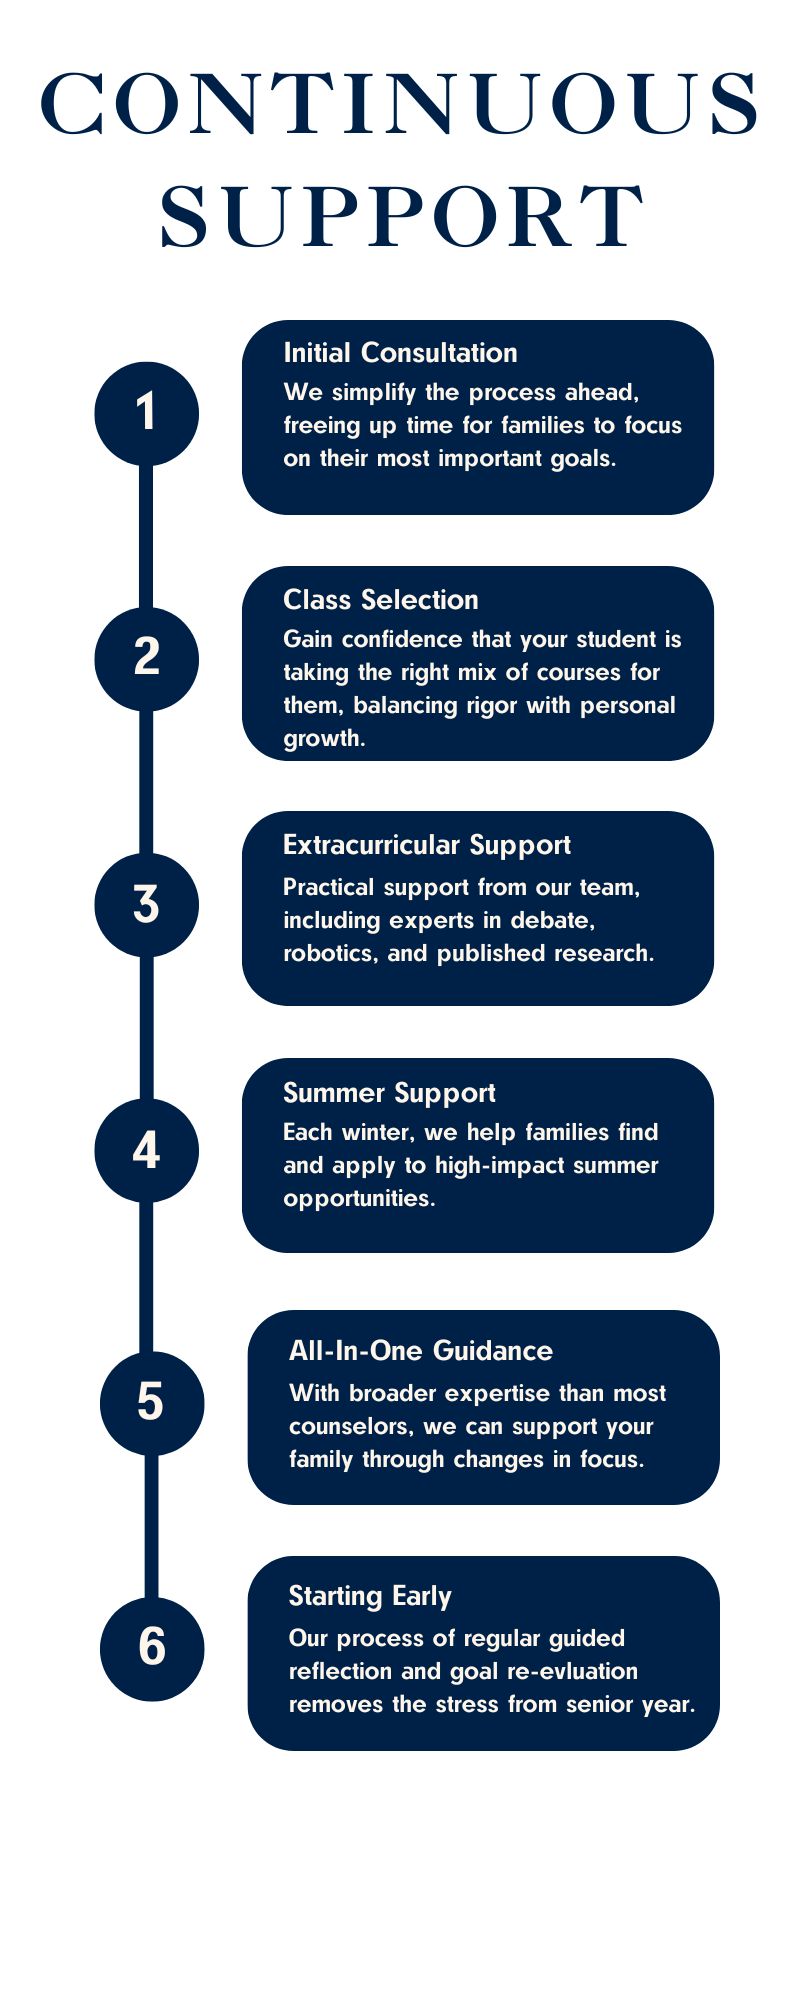 CONTINUOUS
SUPPORT
1
Initial Consultation
We simplify the process ahead,
freeing up time for families to focus
on their most important goals.
2
Class Selection
Gain confidence that your student is
taking the right mix of courses for
them, balancing rigor with personal
growth.
3
Extracurricular Support
Practical support from our team,
including experts in debate,
robotics, and published research.
4
Summer Support
Each winter, we help families find
and apply to high-impact summer
opportunities.
5
All-In-One Guidance
With broader expertise than most
counselors, we can support your
family through changes in focus.
6
Starting Early
Our process of regular guided
reflection and goal re-evluation
removes the stress from senior year.